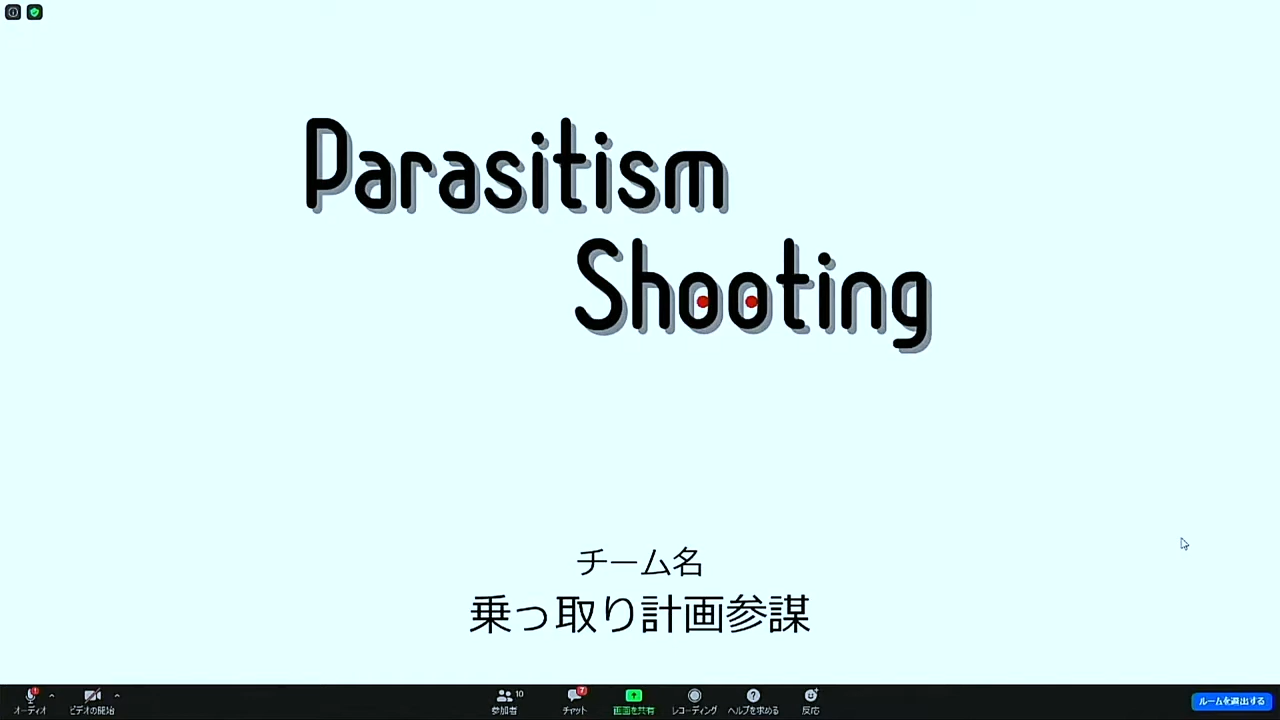 Parasitism
Shooting
チーム名
乗っ取り計画参謀
オーディオ
ビデオの開始
10
参加者
7
チャット
画面を共有
レコーディング
ヘルプを求める
反応
ルームを退出する